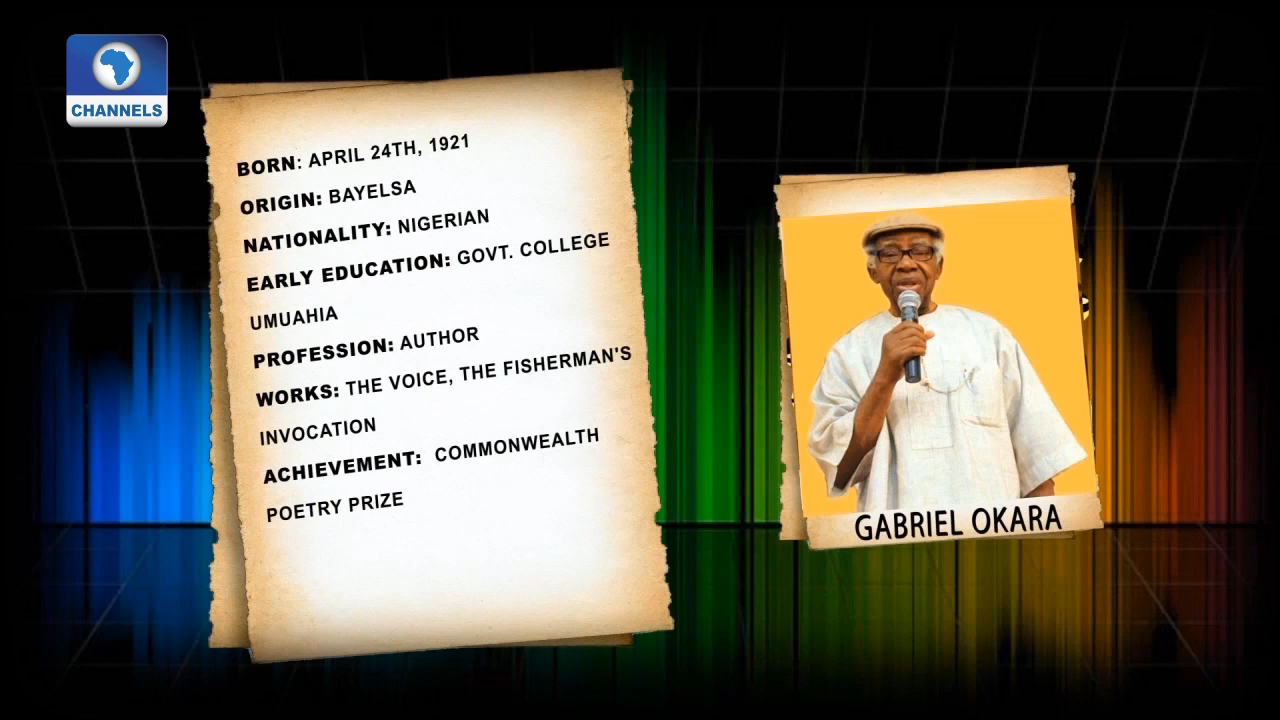 CHANNELS
BORN: APRIL 24TH, 1921
ORIGIN: BAYELSA
NATIONALITY: NIGERIAN
EARLY EDUCATION: GOVT. COLLEGE
UMUAHIA
PROFESSION: AUTHOR
WORKS: THE VOICE, THE FISHERMAN'S
INVOCATION
ACHIEVEMENT: COMMONWEALTH
POETRY PRIZE
GABRIEL OKARA